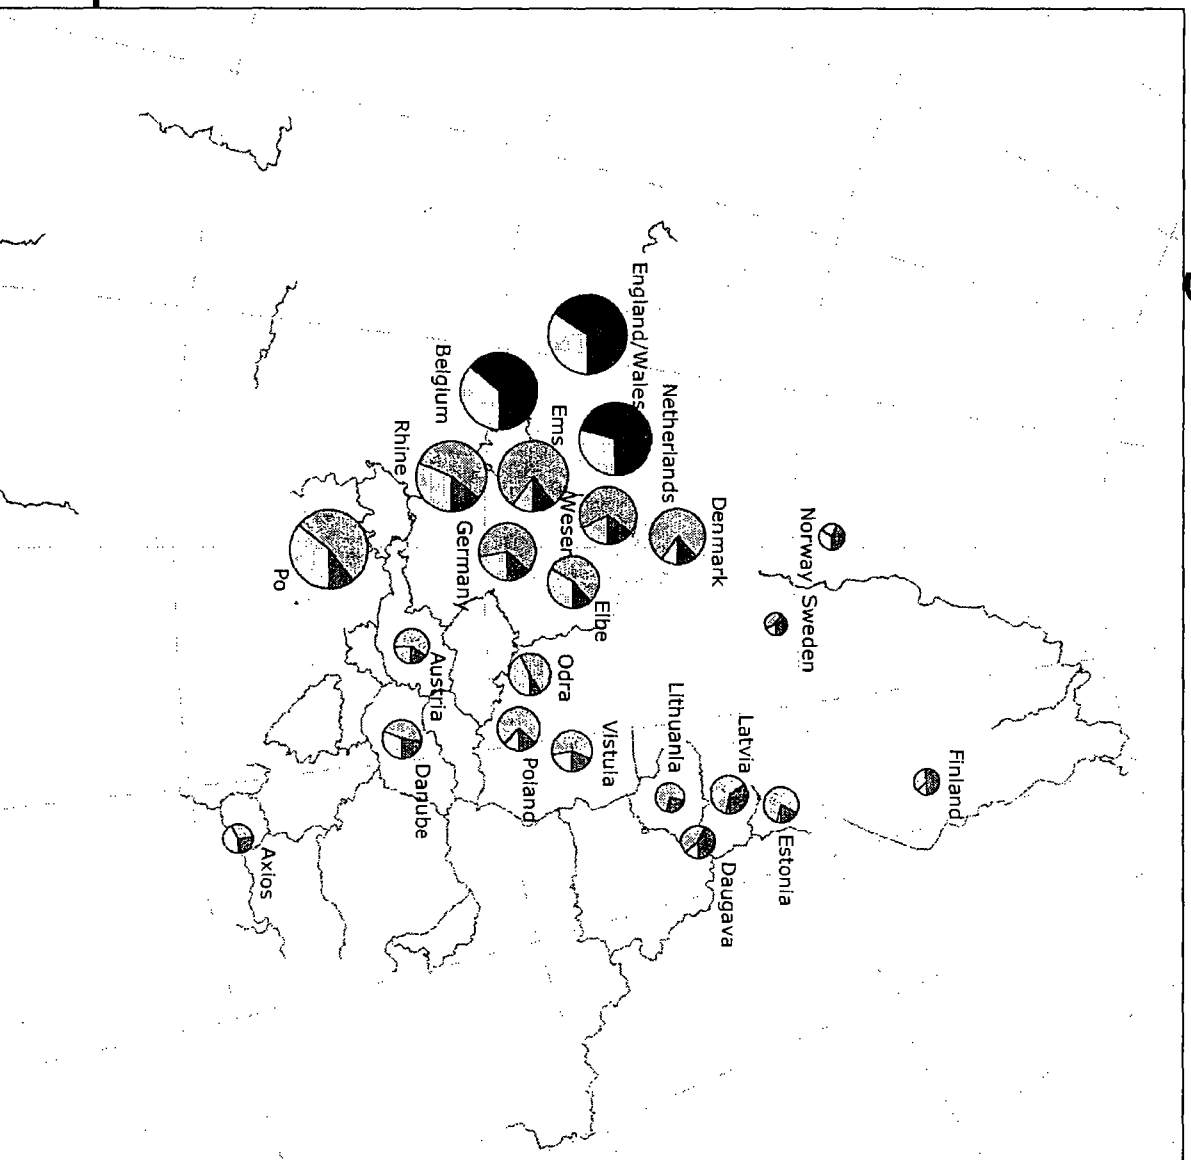 Finland
Norway
Sweden
Estonia
Latvia
Daugava
Denmark
Lithuania
Netherlands
England/Wales
Vistula
Elbe
Weser
Ems
Odra
Poland
Germany
Belgium
Austria
Danube
Rhine
Po
Axios